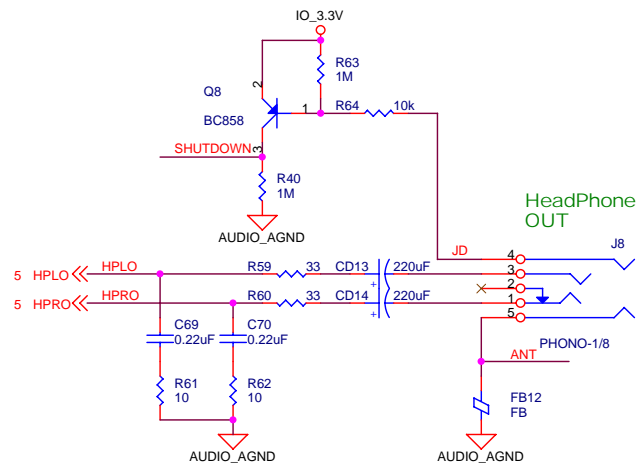 IO_3.3V
R63
1M
2
Q8
BC858
1
R64
10k
SHUTDOWN
3
R40
1M
AUDIO_AGND
HeadPhone
OUT
JD
4
J8
5 HPLO
HPLO
R59
33
CD13
220uF
3
+
2
5 HPRO
HPRO
R60
33
CD14
220uF
1
+
5
C69
0.22uF
C70
0.22uF
PHONO-1/8
ANT
R61
10
R62
10
FB12
FB
AUDIO_AGND
AUDIO_AGND